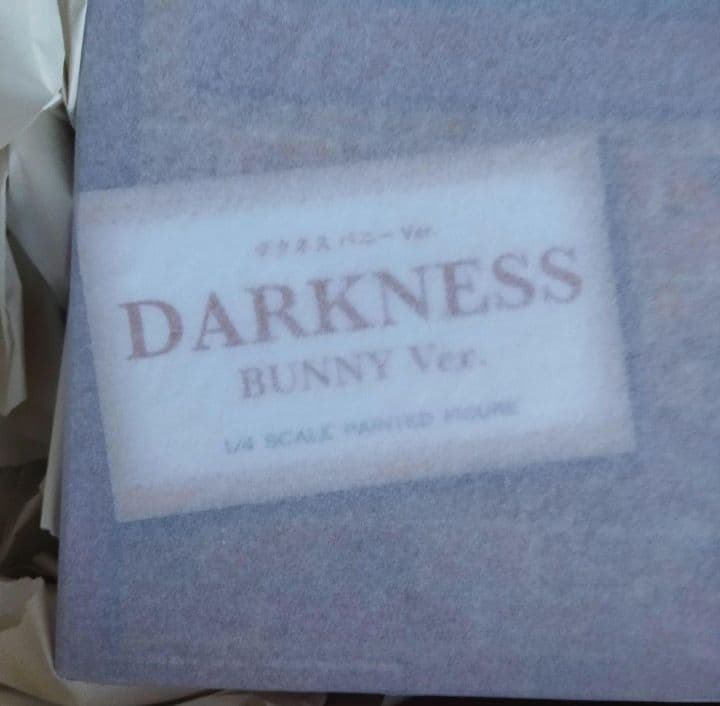 ダクネス バニー Ver.
DARKNESS
BUNNY Ver.
1/4 SCALE PAINTED FIGURE